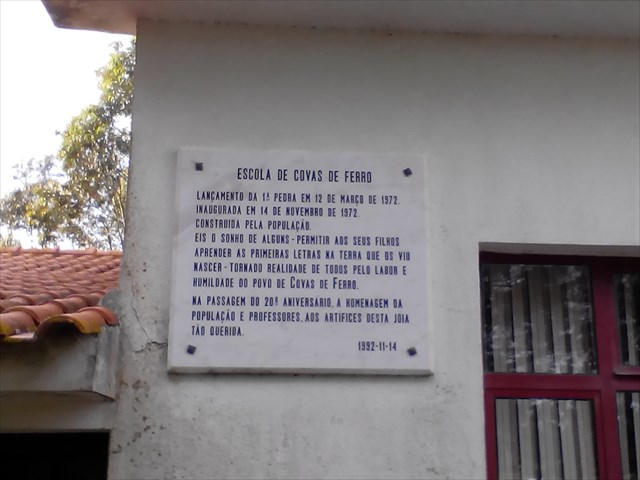 ESCOLA DE COVAS DE FERRO
LANÇAMENTO DA 1ª PEDRA EM 12 DE MARÇO DE 1972.
INAUGURADA EM 14 DE NOVEMBRO DE 1972.
CONSTRUIDA PELA POPULAÇÃO.
EIS O SONHO DE ALGUNS - PERMITIR AOS SEUS FILHOS
APRENDER AS PRIMEIRAS LETRAS NA TERRA QUE OS VIU
NASCER - TORNADO REALIDADE DE TODOS PELO LABOR E
HUMILDADE DO POVO DE COVAS DE FERRO.
NA PASSAGEM DO 20º ANIVERSÁRIO, A HOMENAGEM DA
POPULAÇÃO E PROFESSORES, AOS ARTIFICES DESTA JOIA
TÃO QUERIDA.
1992-11-14